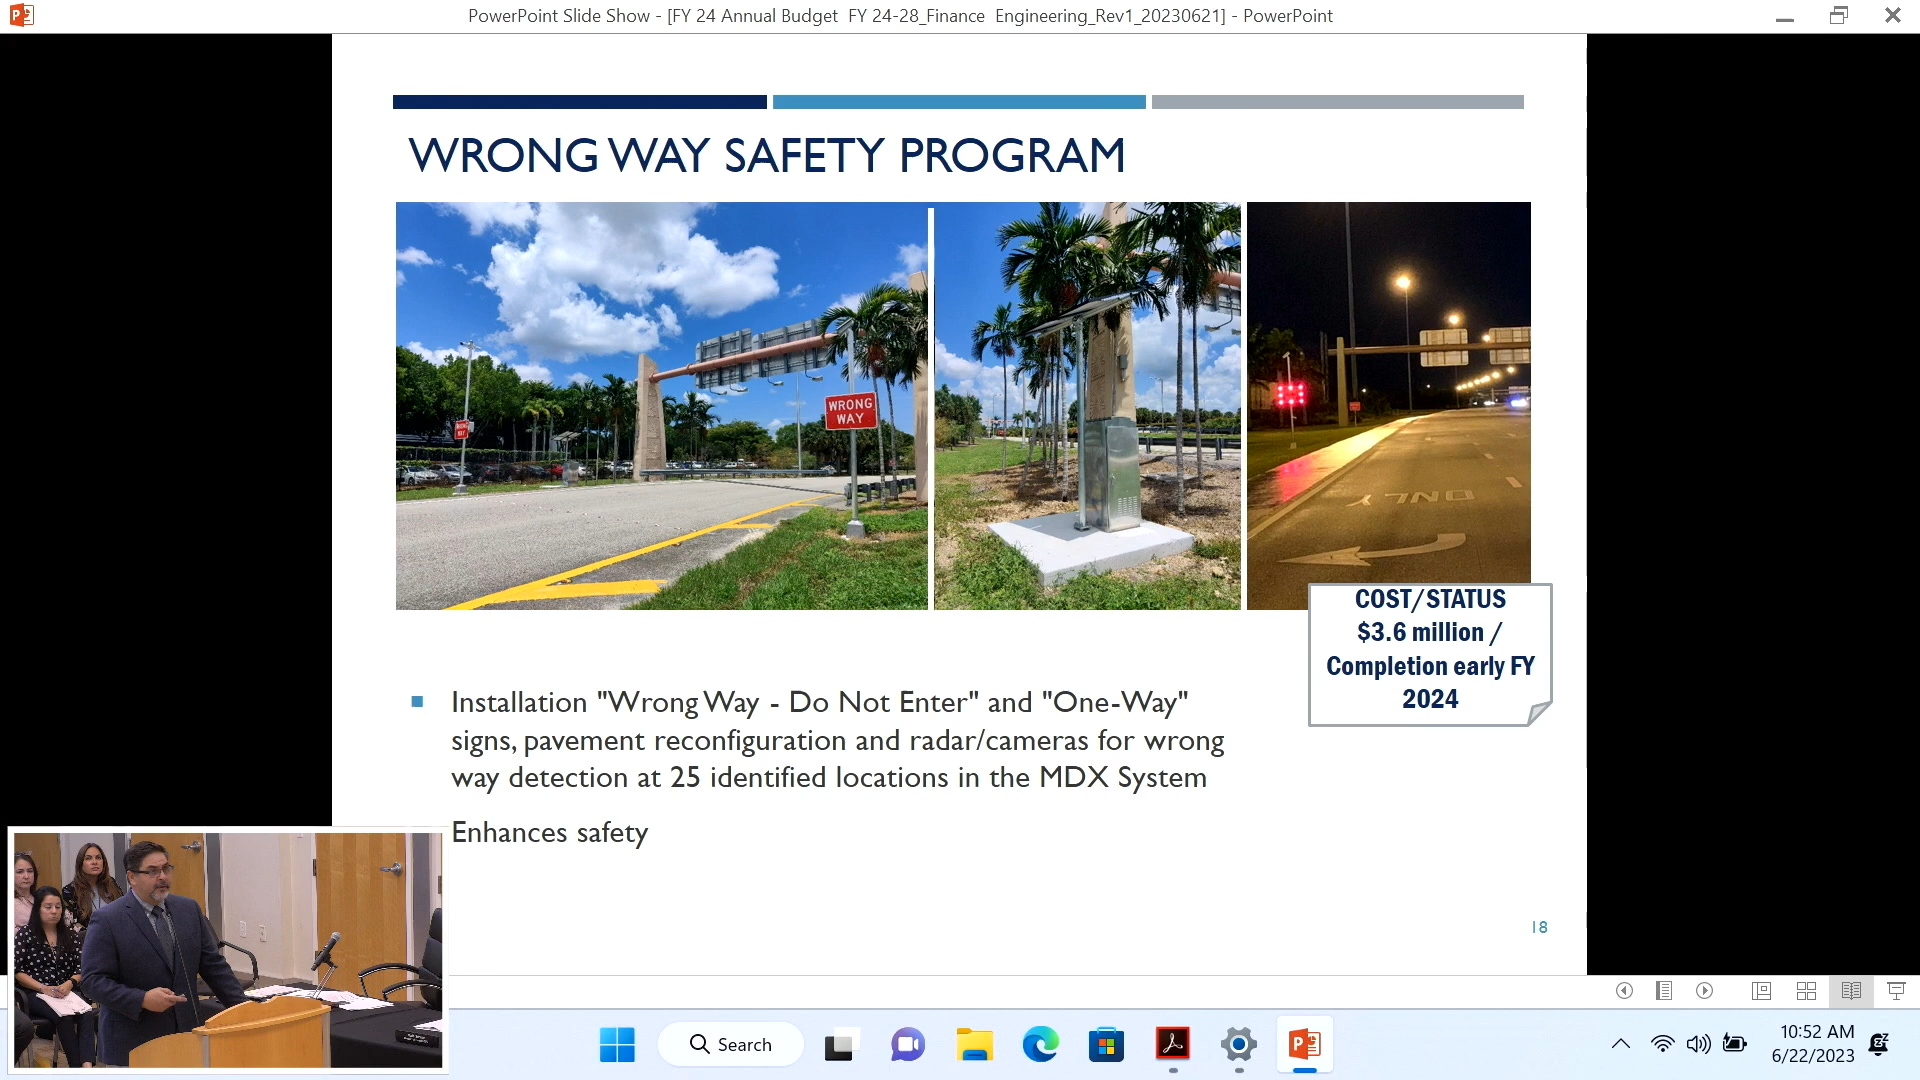 PowerPoint Slide Show - [FY 24 Annual Budget FY 24-28_Finance Engineering_Rev1_20230621] - PowerPoint
WRONG WAY SAFETY PROGRAM
WRONG
WAY
WRONG
WAY
ONLY
COST/STATUS
$3.6 million /
Completion early FY
2024
Installation "Wrong Way - Do Not Enter" and "One-Way"
signs, pavement reconfiguration and radar/cameras for wrong
way detection at 25 identified locations in the MDX System
Enhances safety
18
Search
10:52 AM
6/22/2023